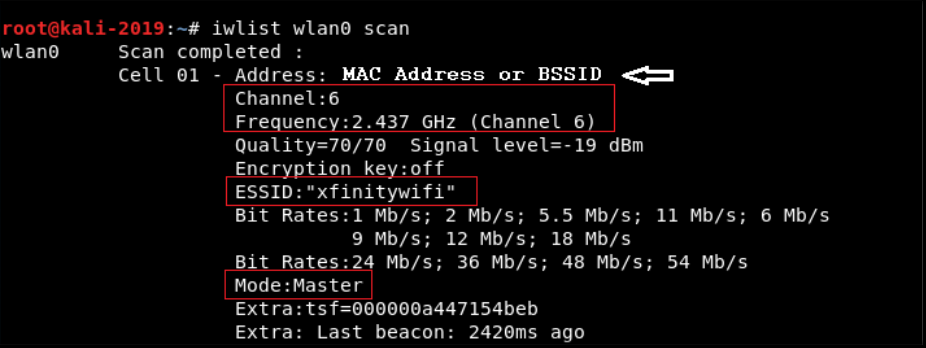 root@kali-2019:~# iwlist wlan0 scan
wlan0     Scan completed :
          Cell 01 - Address: MAC Address or BSSID
                    Channel:6
                    Frequency:2.437 GHz (Channel 6)
                    Quality=70/70  Signal level=-19 dBm
                    Encryption key:off
                    ESSID:"xfinitywifi"
                    Bit Rates:1 Mb/s; 2 Mb/s; 5.5 Mb/s; 11 Mb/s; 6 Mb/s
                              9 Mb/s; 12 Mb/s; 18 Mb/s
                    Bit Rates:24 Mb/s; 36 Mb/s; 48 Mb/s; 54 Mb/s
                    Mode:Master
                    Extra:tsf=000000a447154beb
                    Extra: Last beacon: 2420ms ago